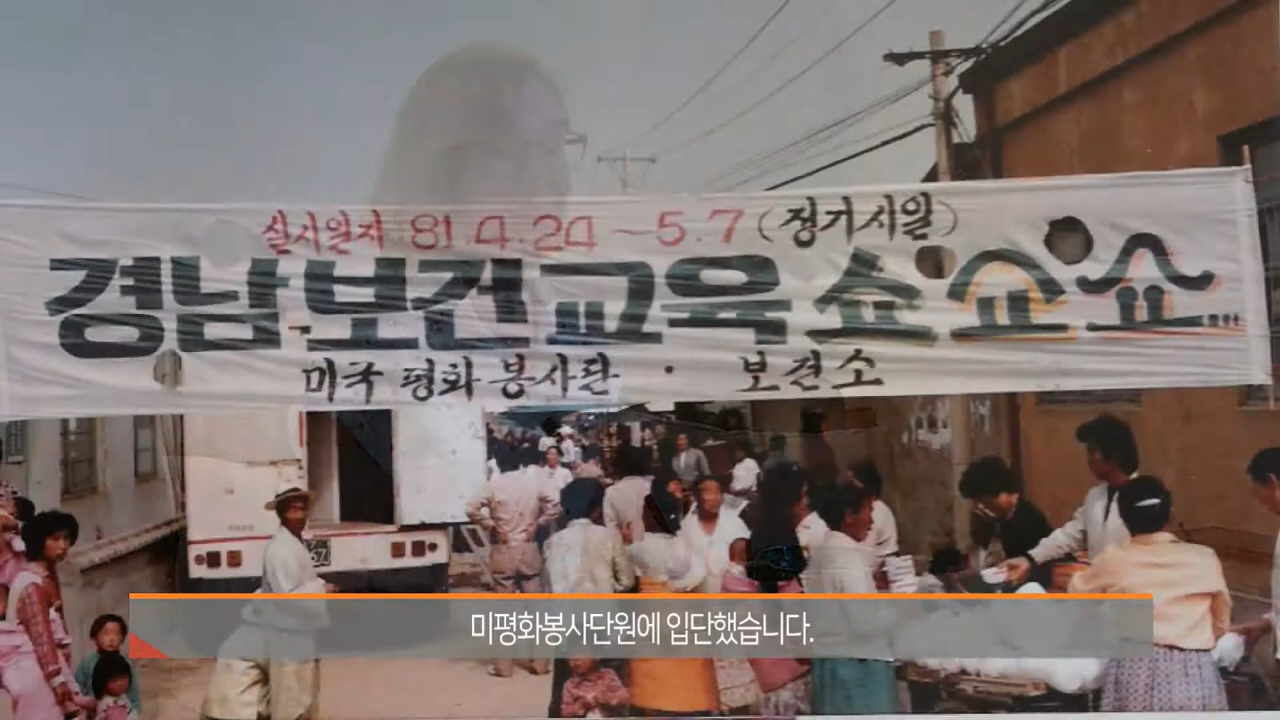 실시일자 81.4.24 ~ 5.7 (장거시일)
경남보건교육 쇼쇼쇼...
미국 평화 봉사단 · 보건소
미평화봉사단원에 입단했습니다.